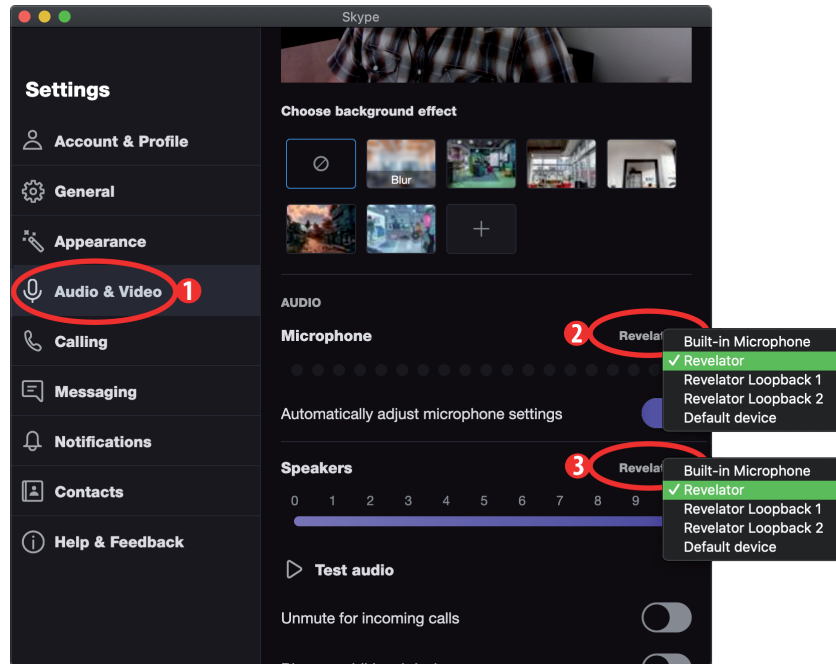 Skype
Settings
Account & Profile
General
Appearance
Audio & Video 1
Calling
Messaging
Notifications
Contacts
Help & Feedback
Choose background effect
Blur
AUDIO
Microphone
2
Built-in Microphone
✓ Revelator
Revelator Loopback 1
Revelator Loopback 2
Default device
Automatically adjust microphone settings
Speakers
3
0 1 2 3 4 5 6 7 8 9
Built-in Microphone
✓ Revelator
Revelator Loopback 1
Revelator Loopback 2
Default device
Test audio
Unmute for incoming calls